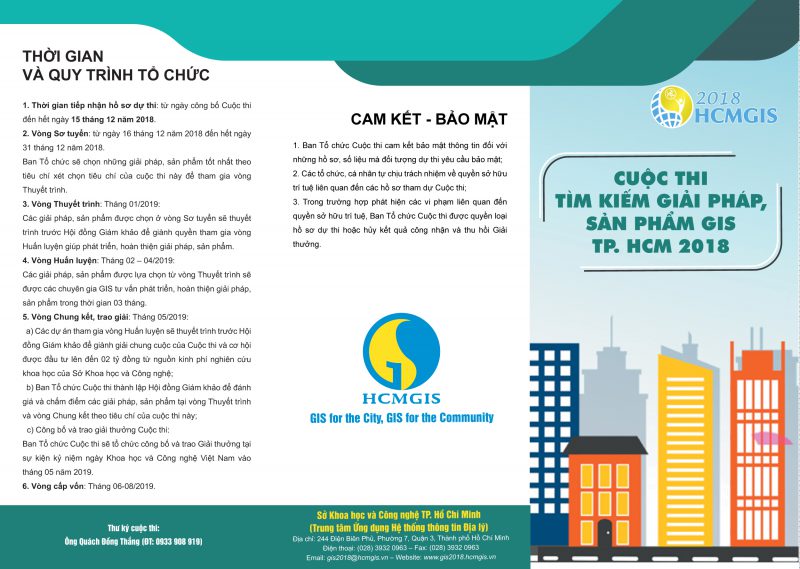 THỜI GIAN
VÀ QUY TRÌNH TỔ CHỨC
1. Thời gian tiếp nhận hồ sơ dự thi: từ ngày công bố Cuộc thi
đến hết ngày 15 tháng 12 năm 2018.
2. Vòng Sơ tuyển: từ ngày 16 tháng 12 năm 2018 đến hết ngày
31 tháng 12 năm 2018.
Ban Tổ chức sẽ chọn những giải pháp, sản phẩm tốt nhất theo
tiêu chí xét chọn tiêu chí của cuộc thi này để tham gia vòng
Thuyết trình.
3. Vòng Thuyết trình: Tháng 01/2019:
Các giải pháp, sản phẩm được chọn ở vòng Sơ tuyển sẽ thuyết
trình trước Hội đồng Giám khảo để giành quyền tham gia vòng
Huấn luyện giúp phát triển, hoàn thiện giải pháp, sản phẩm.
4. Vòng Huấn luyện: Tháng 02 – 04/2019:
Các giải pháp, sản phẩm được lựa chọn từ vòng Thuyết trình sẽ
được các chuyên gia GIS tư vấn phát triển, hoàn thiện giải pháp,
sản phẩm trong thời gian 03 tháng.
5. Vòng Chung kết, trao giải: Tháng 05/2019:
a) Các dự án tham gia vòng Huấn luyện sẽ thuyết trình trước Hội
đồng Giám khảo để giành giải chung cuộc của Cuộc thi và cơ hội
được đầu tư lên đến 02 tỷ đồng từ nguồn kinh phí nghiên cứu
khoa học của Sở Khoa học và Công nghệ;
b) Ban Tổ chức Cuộc thi thành lập Hội đồng Giám khảo để đánh
giá và chấm điểm các giải pháp, sản phẩm tại vòng Thuyết trình
và vòng Chung kết theo tiêu chí của cuộc thi này;
c) Công bố và trao giải thưởng Cuộc thi:
Ban Tổ chức Cuộc thi sẽ tổ chức công bố và trao Giải thưởng tại
sự kiện kỷ niệm ngày Khoa học và Công nghệ Việt Nam vào
tháng 05 năm 2019.
6. Vòng cấp vốn: Tháng 06-08/2019.
Thư ký cuộc thi:
Ông Quách Đồng Thắng (ĐT: 0933 908 919)
CAM KẾT - BẢO MẬT
1. Ban Tổ chức Cuộc thi cam kết bảo mật thông tin đối với
những hồ sơ, số liệu mà đối tượng dự thi yêu cầu bảo mật;
2. Các tổ chức, cá nhân tự chịu trách nhiệm về quyền sở hữu
trí tuệ liên quan đến các hồ sơ tham dự Cuộc thi;
3. Trong trường hợp phát hiện các vi phạm liên quan đến
quyền sở hữu trí tuệ, Ban Tổ chức Cuộc thi được quyền loại
hồ sơ dự thi hoặc hủy kết quả công nhận và thu hồi Giải
thưởng.
HCMGIS
GIS for the City, GIS for the Community
Sở Khoa học và Công nghệ TP. Hồ Chí Minh
(Trung tâm Ứng dụng Hệ thống thông tin Địa lý)
Địa chỉ: 244 Điện Biên Phủ, Phường 7, Quận 3, Thành phố Hồ Chí Minh
Điện thoại: (028) 3932 0963 – Fax: (028) 3932 0963
Email: gis2018@hcmgis.vn – Website: www.gis2018.hcmgis.vn
2018
HCMGIS
CUỘC THI
TÌM KIẾM GIẢI PHÁP,
SẢN PHẨM GIS
TP. HCM 2018